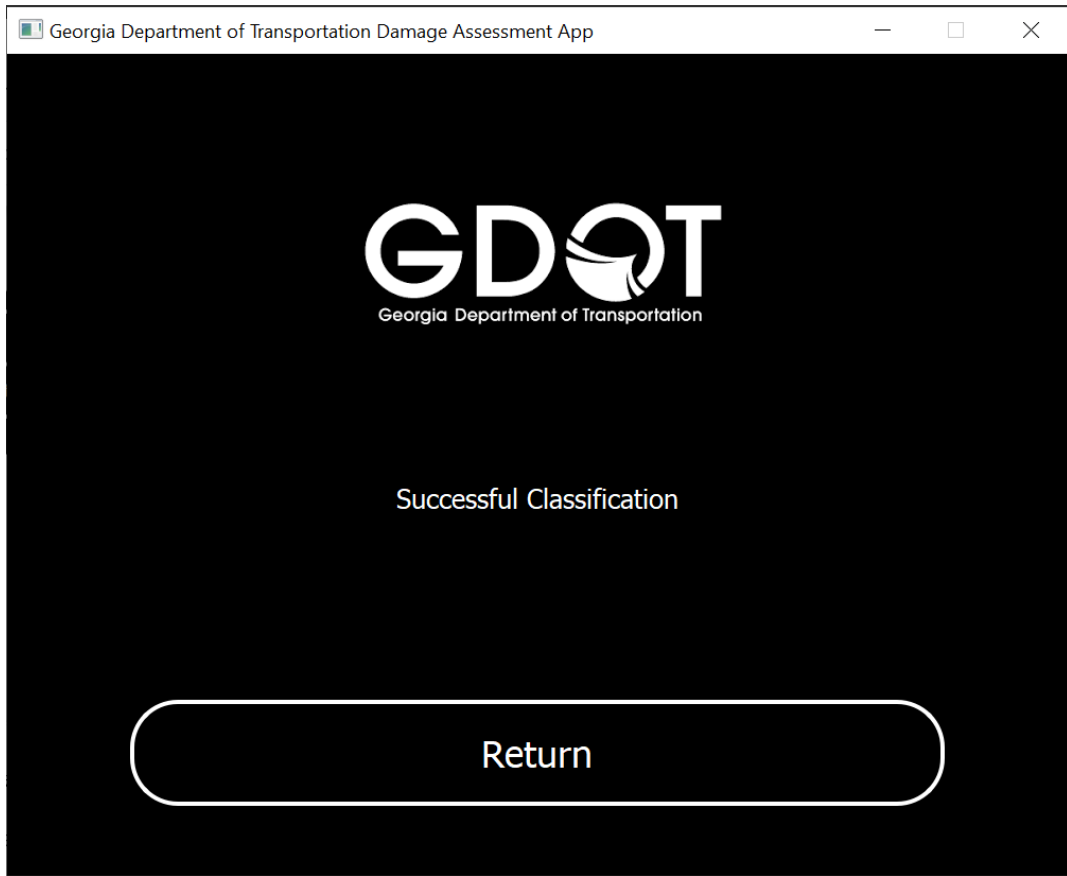 Georgia Department of Transportation Damage Assessment App
GDOT
Georgia Department of Transportation
Successful Classification
Return